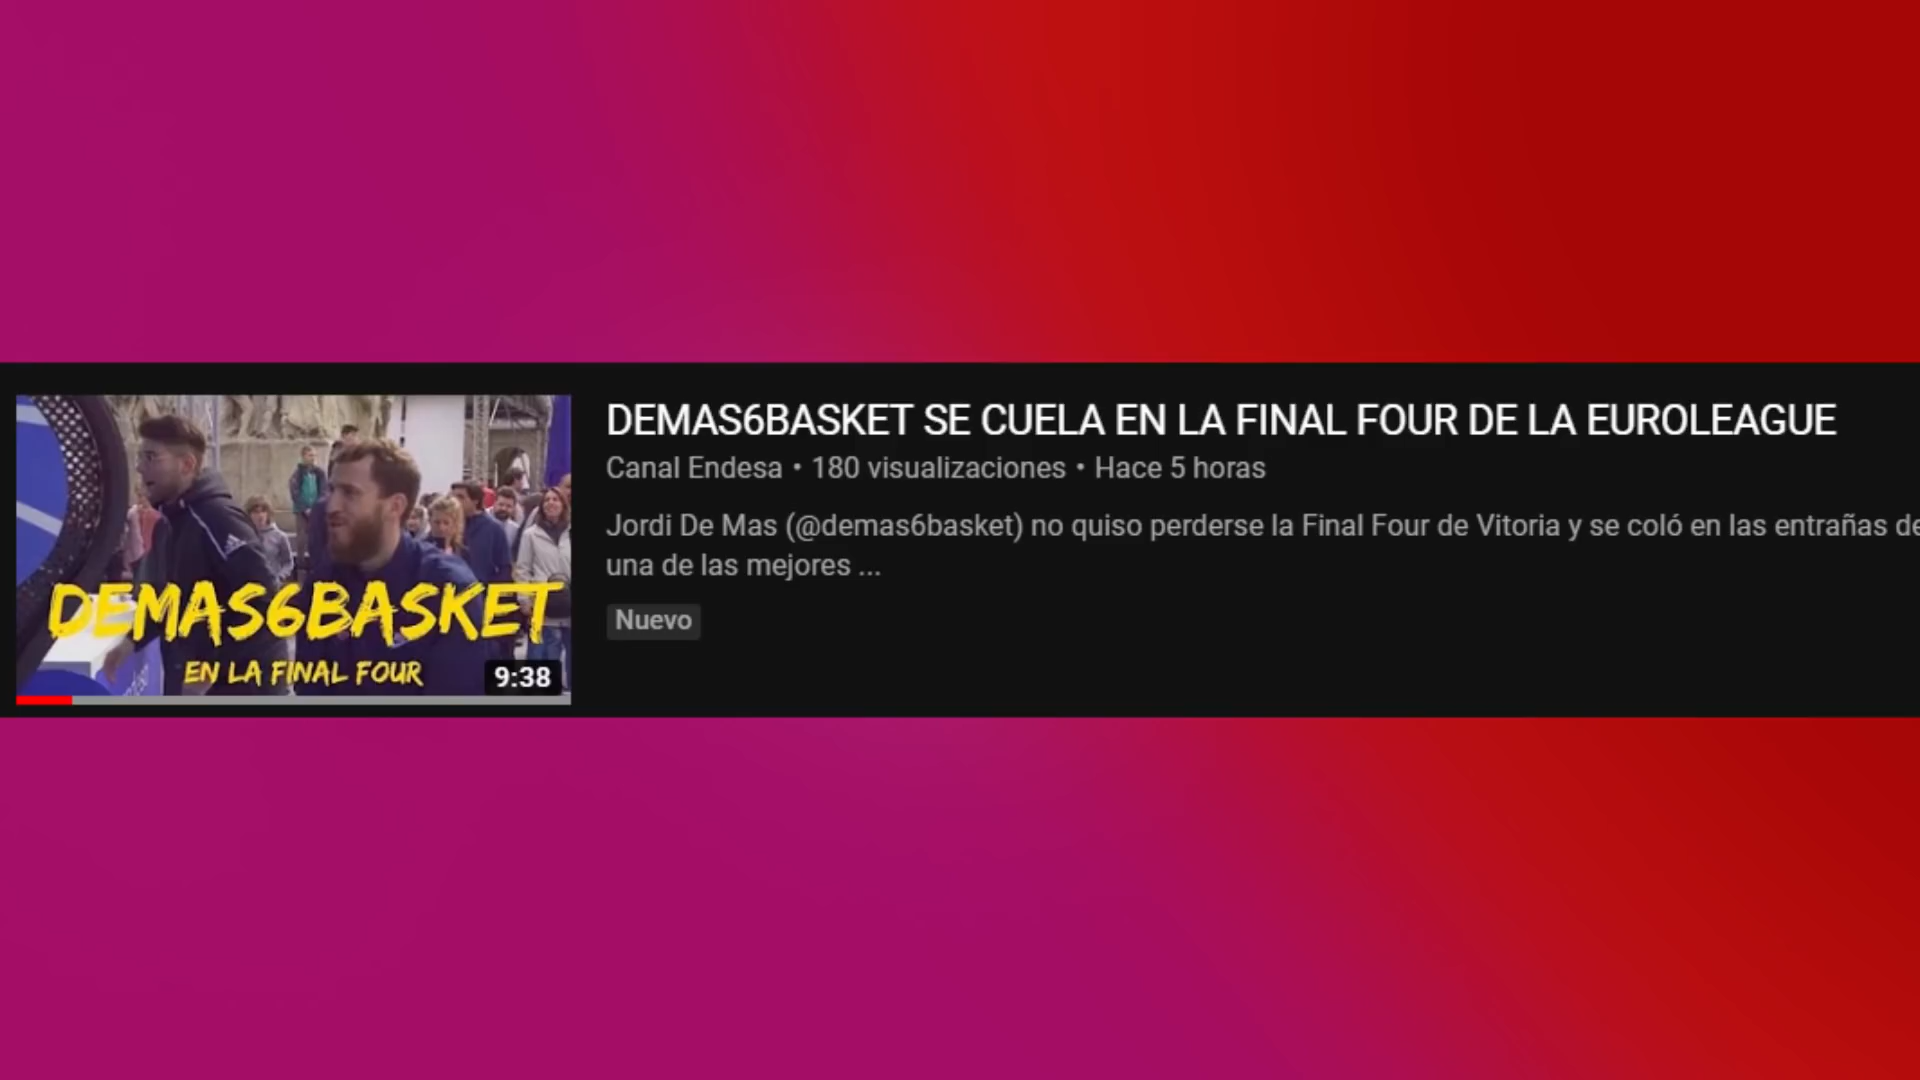 DEMAS6BASKET SE CUELA EN LA FINAL FOUR DE LA EUROLEAGUE
Canal Endesa • 180 visualizaciones • Hace 5 horas
Jordi De Mas (@demas6basket) no quiso perderse la Final Four de Vitoria y se coló en las entrañas de
una de las mejores ...
Nuevo
DEMAS6BASKET
EN LA FINAL FOUR
9:38